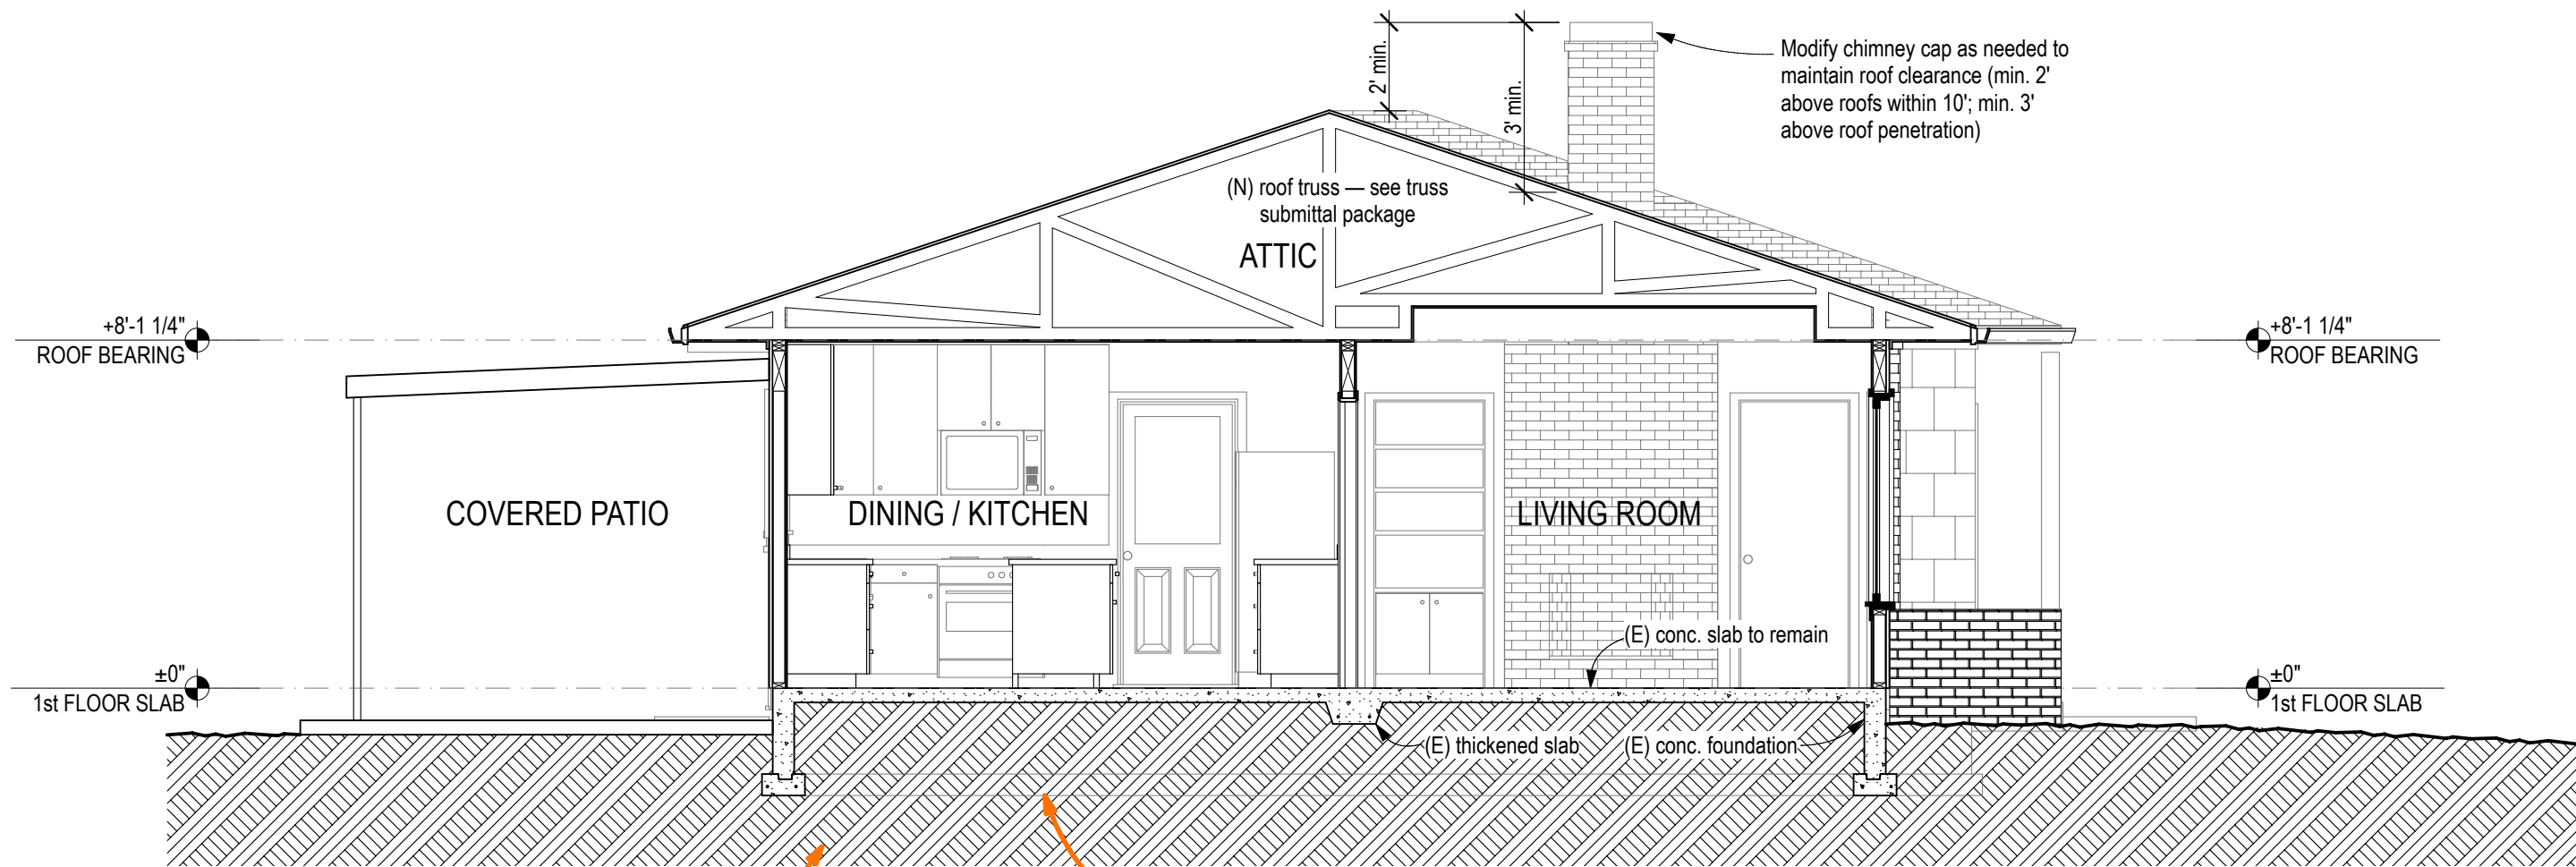 2' min.
3' min.
Modify chimney cap as needed to
maintain roof clearance (min. 2'
above roofs within 10'; min. 3'
above roof penetration)
(N) roof truss — see truss
submittal package
ATTIC
+8'-1 1/4"
ROOF BEARING
+8'-1 1/4"
ROOF BEARING
COVERED PATIO
DINING / KITCHEN
LIVING ROOM
(E) conc. slab to remain
±0"
1st FLOOR SLAB
±0"
1st FLOOR SLAB
(E) thickened slab
(E) conc. foundation